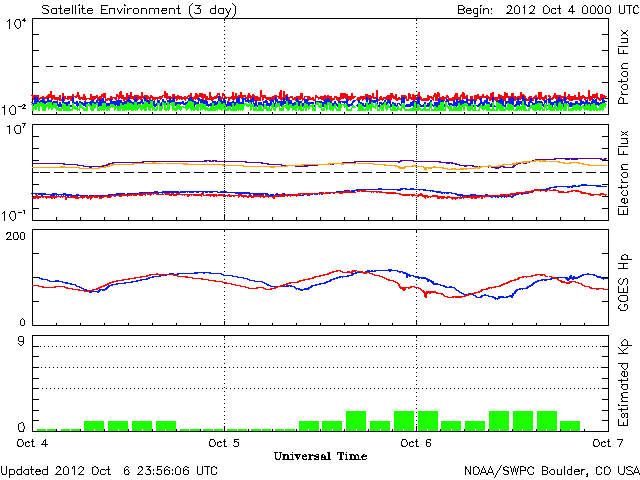 Satellite Environment (3 day)
Begin: 2012 Oct 4 0000 UTC
10⁴
10⁻²
Proton Flux
10⁷
10⁻¹
Electron Flux
200
0
GOES Hp
9
0
Estimated Kp
Oct 4
Oct 5
Oct 6
Oct 7
Universal Time
Updated 2012 Oct 6 23:56:06 UTC
NOAA/SWPC Boulder, CO USA